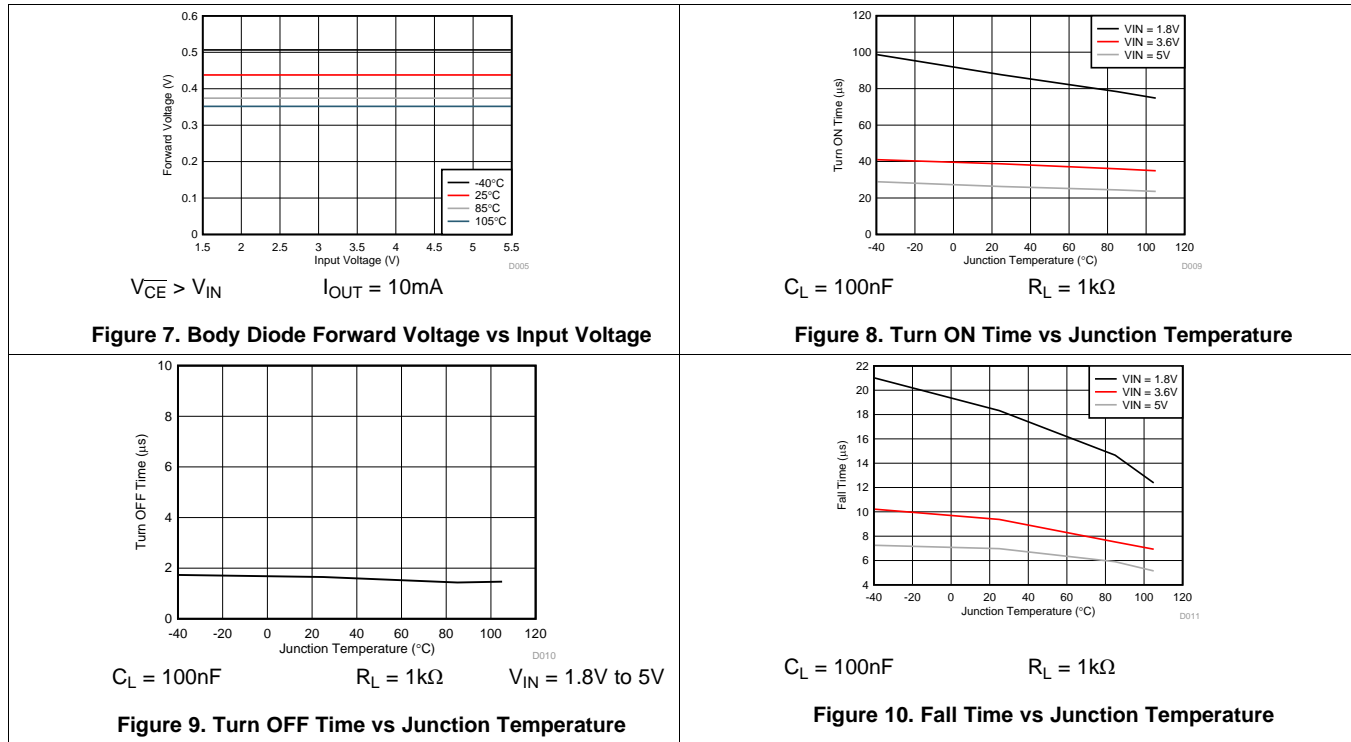 0.6
0.5
0.4
0.3
0.2
0.1
0
Forward Voltage (V)
-40°C
25°C
85°C
105°C
1.5 2 2.5 3 3.5 4 4.5 5 5.5
Input Voltage (V)
D005
V_CE̅ > V_IN I_OUT = 10mA
Figure 7. Body Diode Forward Voltage vs Input Voltage
120
100
80
60
40
20
0
Turn ON Time (µs)
VIN = 1.8V
VIN = 3.6V
VIN = 5V
-40 -20 0 20 40 60 80 100 120
Junction Temperature (°C)
D009
C_L = 100nF R_L = 1kΩ
Figure 8. Turn ON Time vs Junction Temperature
10
8
6
4
2
0
Turn OFF Time (µs)
-40 -20 0 20 40 60 80 100 120
Junction Temperature (°C)
D010
C_L = 100nF R_L = 1kΩ V_IN = 1.8V to 5V
Figure 9. Turn OFF Time vs Junction Temperature
22
20
18
16
14
12
10
8
6
4
Fall Time (µs)
VIN = 1.8V
VIN = 3.6V
VIN = 5V
-40 -20 0 20 40 60 80 100 120
Junction Temperature (°C)
D011
C_L = 100nF R_L = 1kΩ
Figure 10. Fall Time vs Junction Temperature